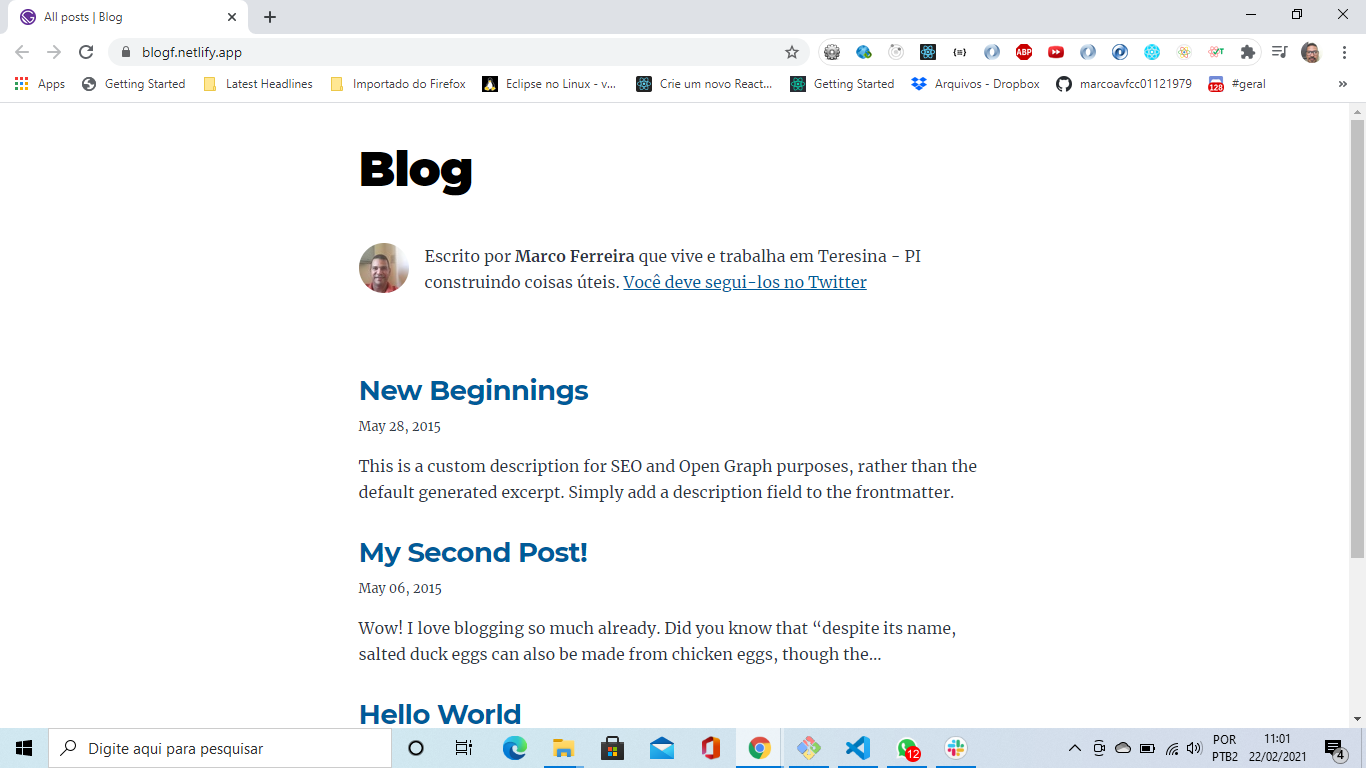 All posts | Blog
blogf.netlify.app
ABP
Apps
Getting Started
Latest Headlines
Importado do Firefox
Eclipse no Linux - v...
Crie um novo React...
Getting Started
Arquivos - Dropbox
marcoavfcc01121979
128
#geral
»
Blog
Escrito por Marco Ferreira que vive e trabalha em Teresina - PI
construindo coisas úteis. Você deve segui-los no Twitter
New Beginnings
May 28, 2015
This is a custom description for SEO and Open Graph purposes, rather than the
default generated excerpt. Simply add a description field to the frontmatter.
My Second Post!
May 06, 2015
Wow! I love blogging so much already. Did you know that “despite its name,
salted duck eggs can also be made from chicken eggs, though the…
Hello World
Digite aqui para pesquisar
12
POR
PTB2
11:01
22/02/2021
4